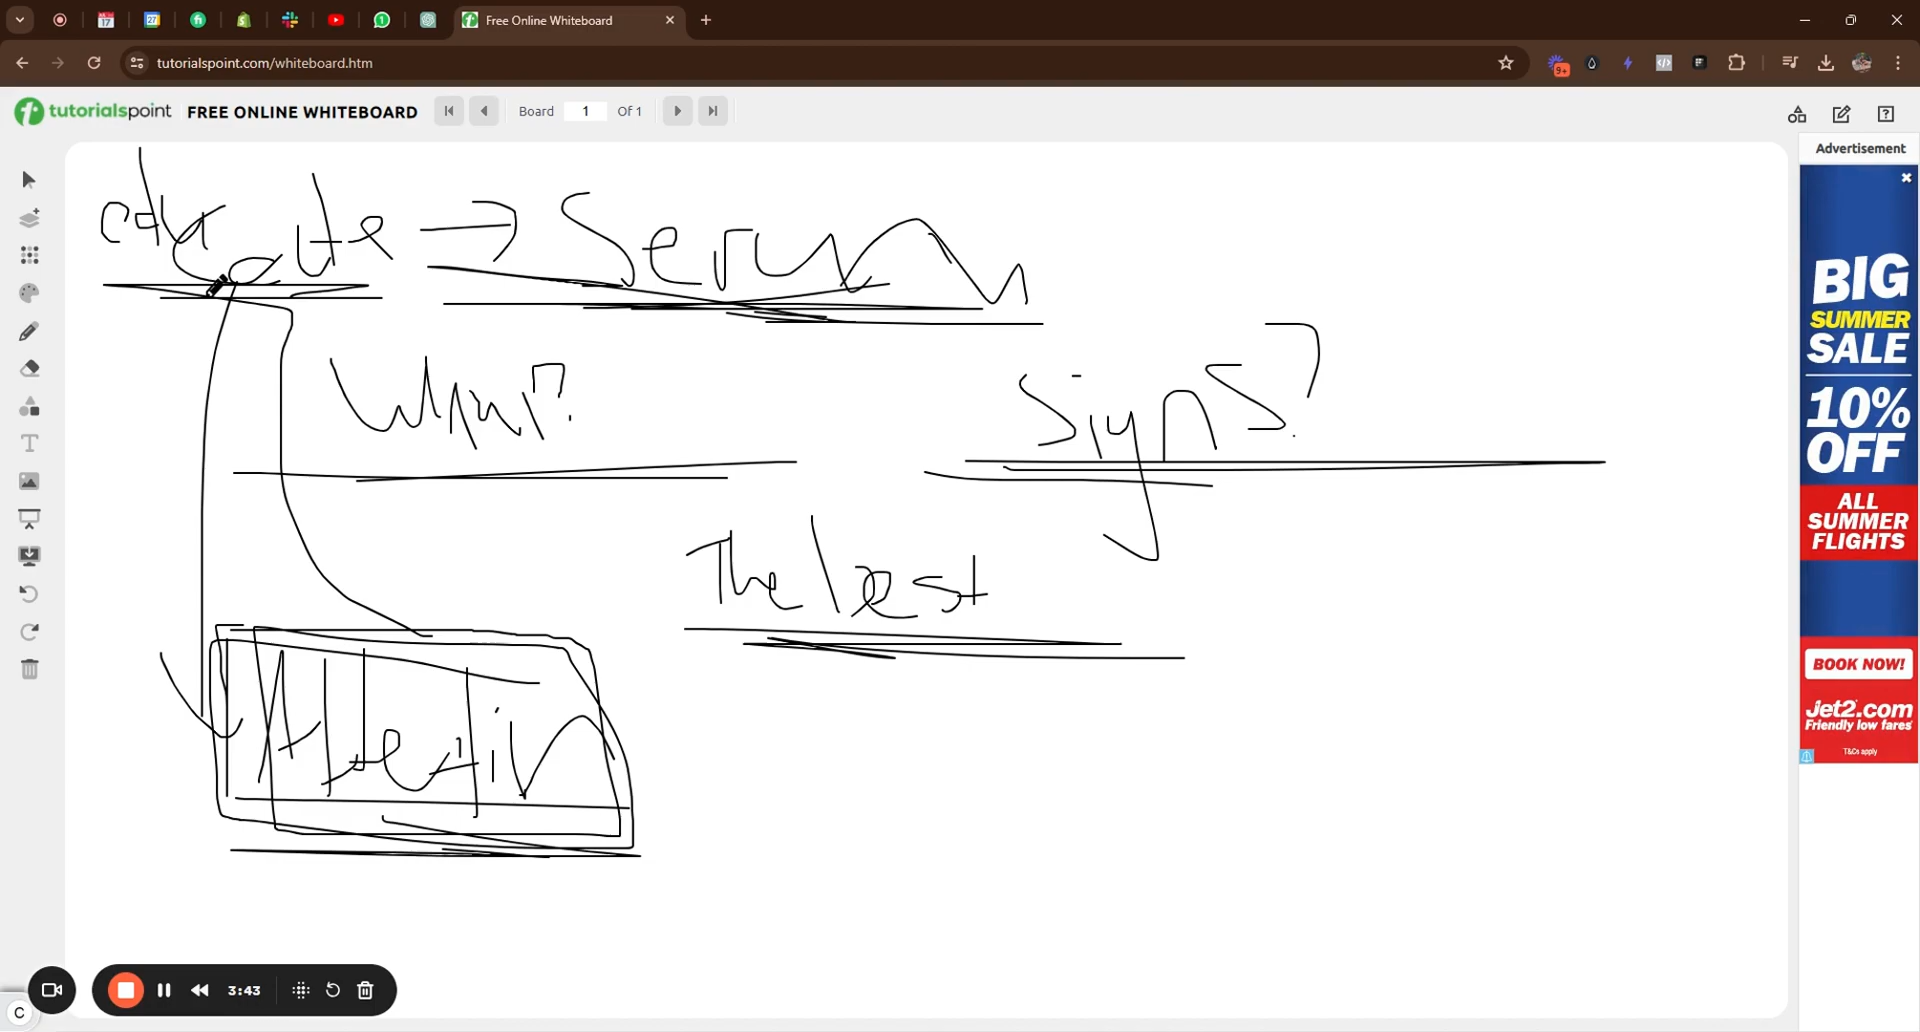 Free Online Whiteboard
tutorialspoint.com/whiteboard.htm
9+
tutorialspoint FREE ONLINE WHITEBOARD Board 1 Of 1
Advertisement
educate → Serum
What?
Signs?
The best
BIG
SUMMER
SALE
10%
OFF
ALL
SUMMER
FLIGHTS
BOOK NOW!
Jet2.com
Friendly low fares
T&Cs apply
3:43
C